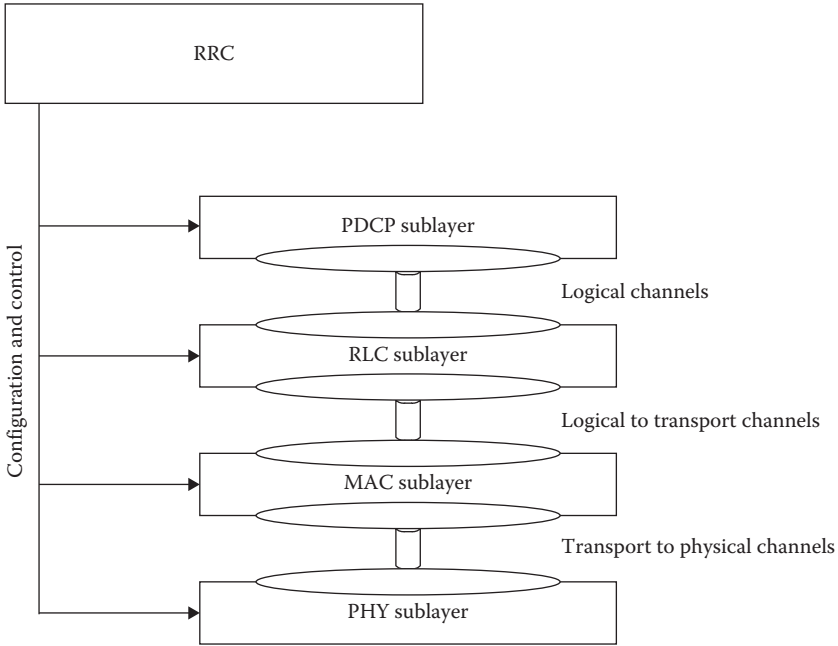 RRC
Configuration and control
PDCP sublayer
Logical channels
RLC sublayer
Logical to transport channels
MAC sublayer
Transport to physical channels
PHY sublayer